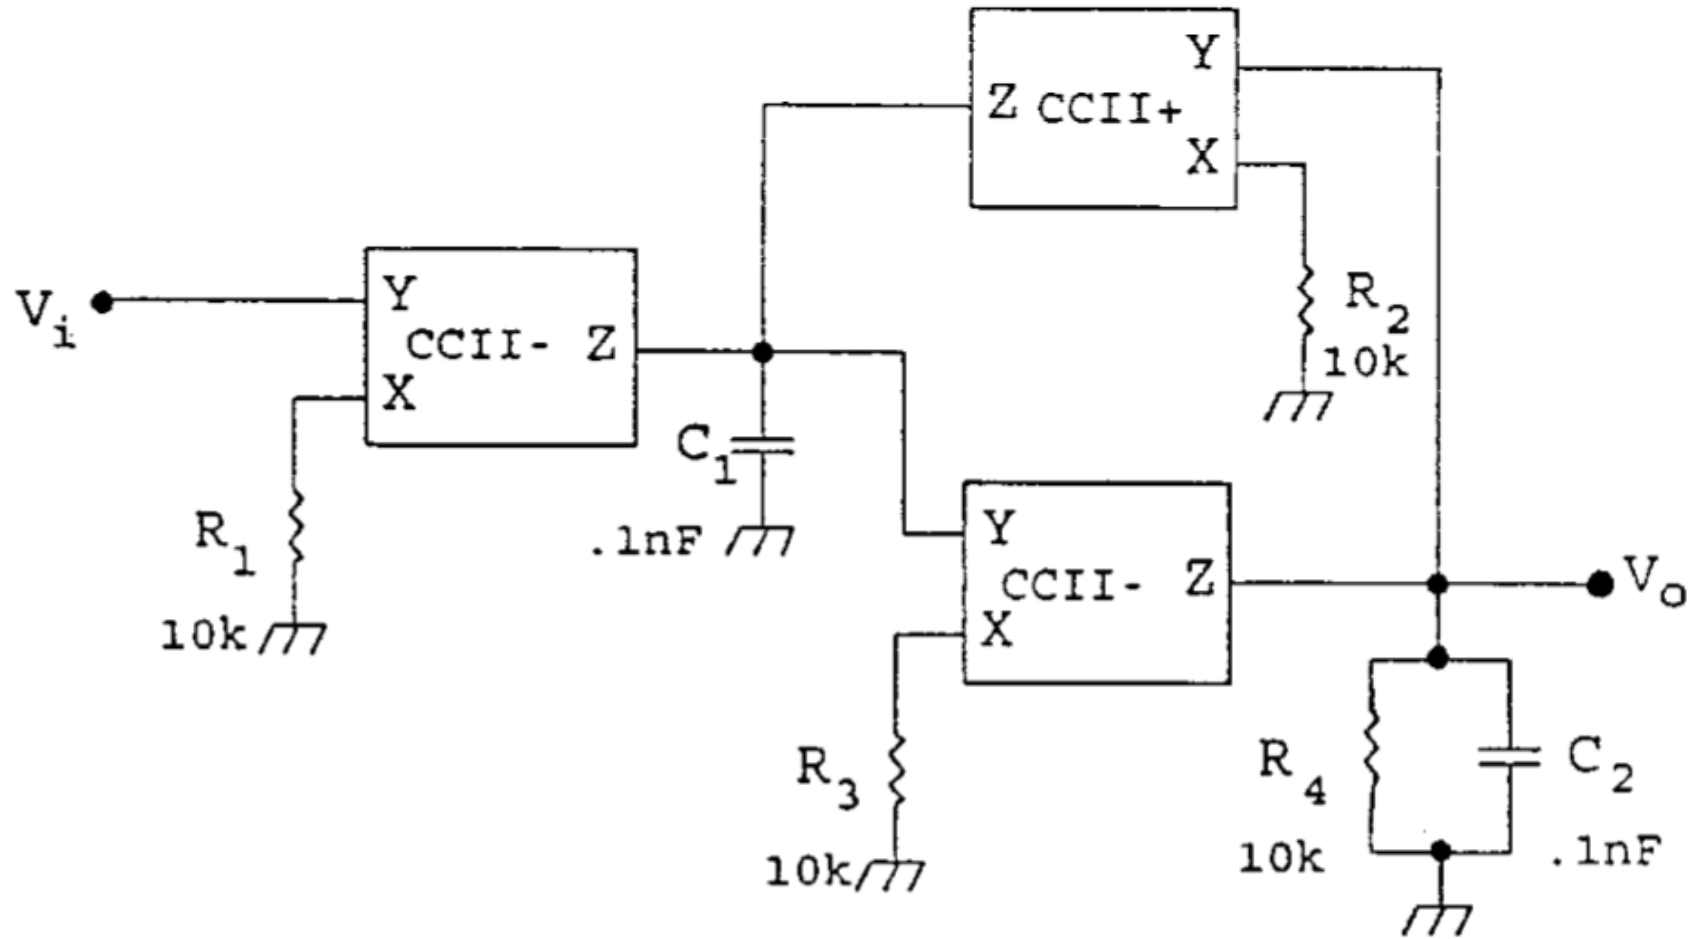 Y
Z CCII+
X
Vi
Y
CCII- Z
X
R2
10k
C1
.1nF
R1
10k
Y
CCII- Z
X
Vo
R3
10k
R4
10k
C2
.1nF